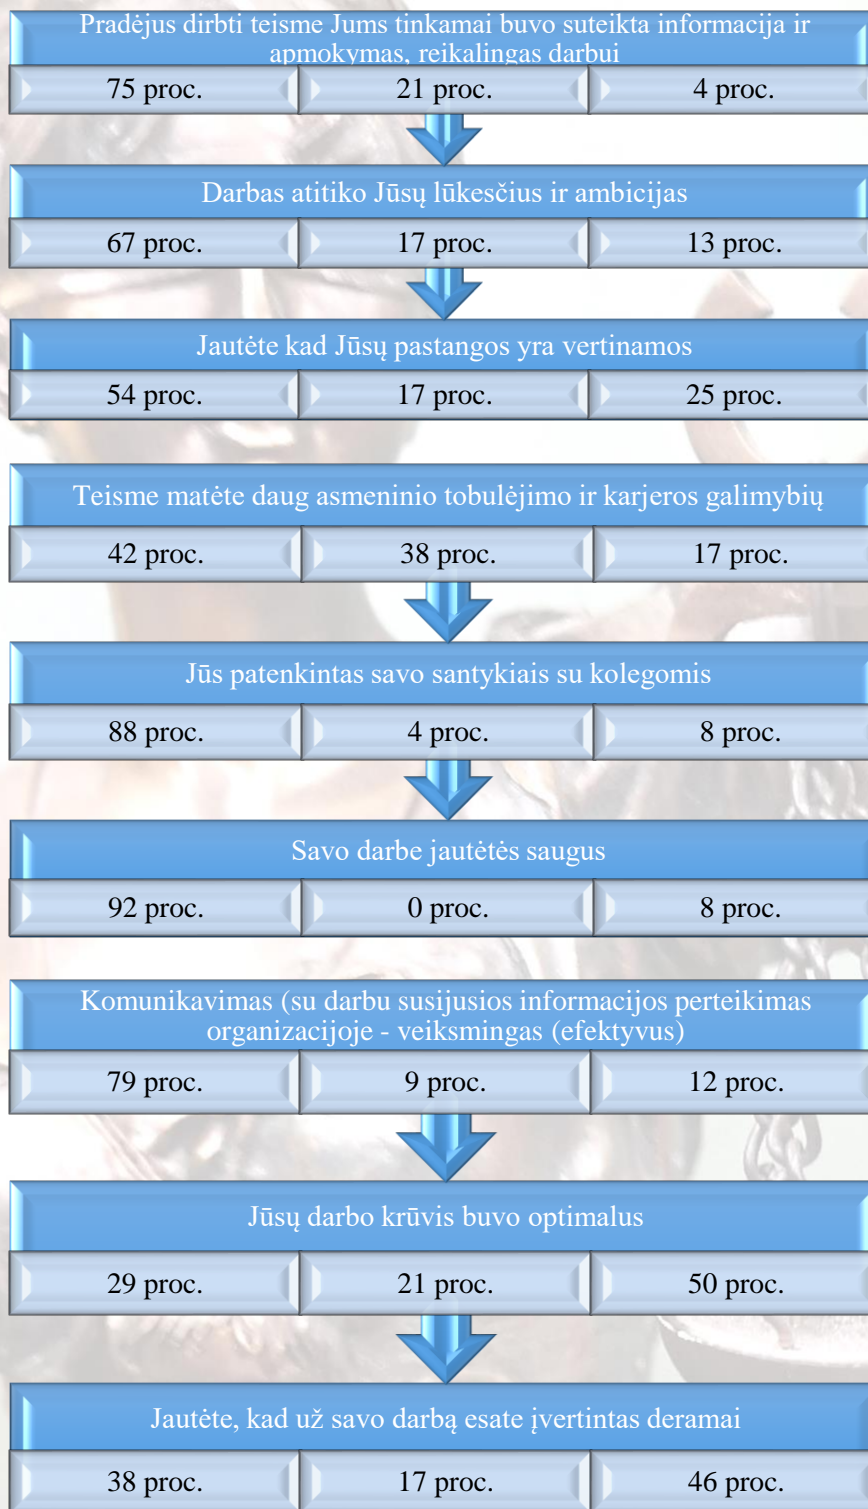 Pradėjus dirbti teisme Jums tinkamai buvo suteikta informacija ir
apmokymas, reikalingas darbui
75 proc. 21 proc. 4 proc.
Darbas atitiko Jūsų lūkesčius ir ambicijas
67 proc. 17 proc. 13 proc.
Jautėte kad Jūsų pastangos yra vertinamos
54 proc. 17 proc. 25 proc.
Teisme matėte daug asmeninio tobulėjimo ir karjeros galimybių
42 proc. 38 proc. 17 proc.
Jūs patenkintas savo santykiais su kolegomis
88 proc. 4 proc. 8 proc.
Savo darbe jautėtės saugus
92 proc. 0 proc. 8 proc.
Komunikavimas (su darbu susijusios informacijos perteikimas
organizacijoje - veiksmingas (efektyvus)
79 proc. 9 proc. 12 proc.
Jūsų darbo krūvis buvo optimalus
29 proc. 21 proc. 50 proc.
Jautėte, kad už savo darbą esate įvertintas deramai
38 proc. 17 proc. 46 proc.